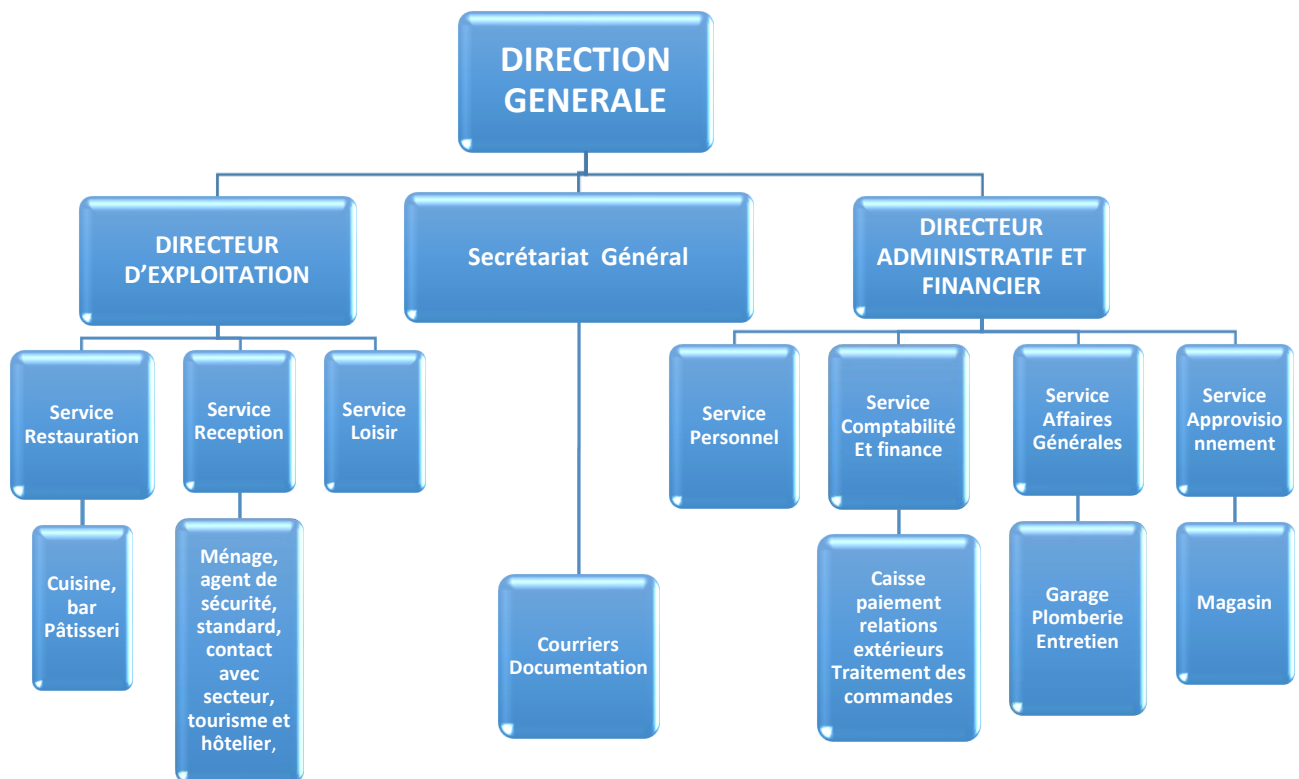 DIRECTION
GENERALE
DIRECTEUR
D’EXPLOITATION
Secrétariat Général
DIRECTEUR
ADMINISTRATIF ET
FINANCIER
Service
Restauration
Service
Reception
Service
Loisir
Service
Personnel
Service
Comptabilité
Et finance
Service
Affaires
Générales
Service
Approvisio
nnement
Cuisine,
bar
Pâtisseri
Ménage,
agent de
sécurité,
standard,
contact
avec
secteur,
tourisme et
hôtelier,
Courriers
Documentation
Caisse
paiement
relations
extérieurs
Traitement des
commandes
Garage
Plomberie
Entretien
Magasin